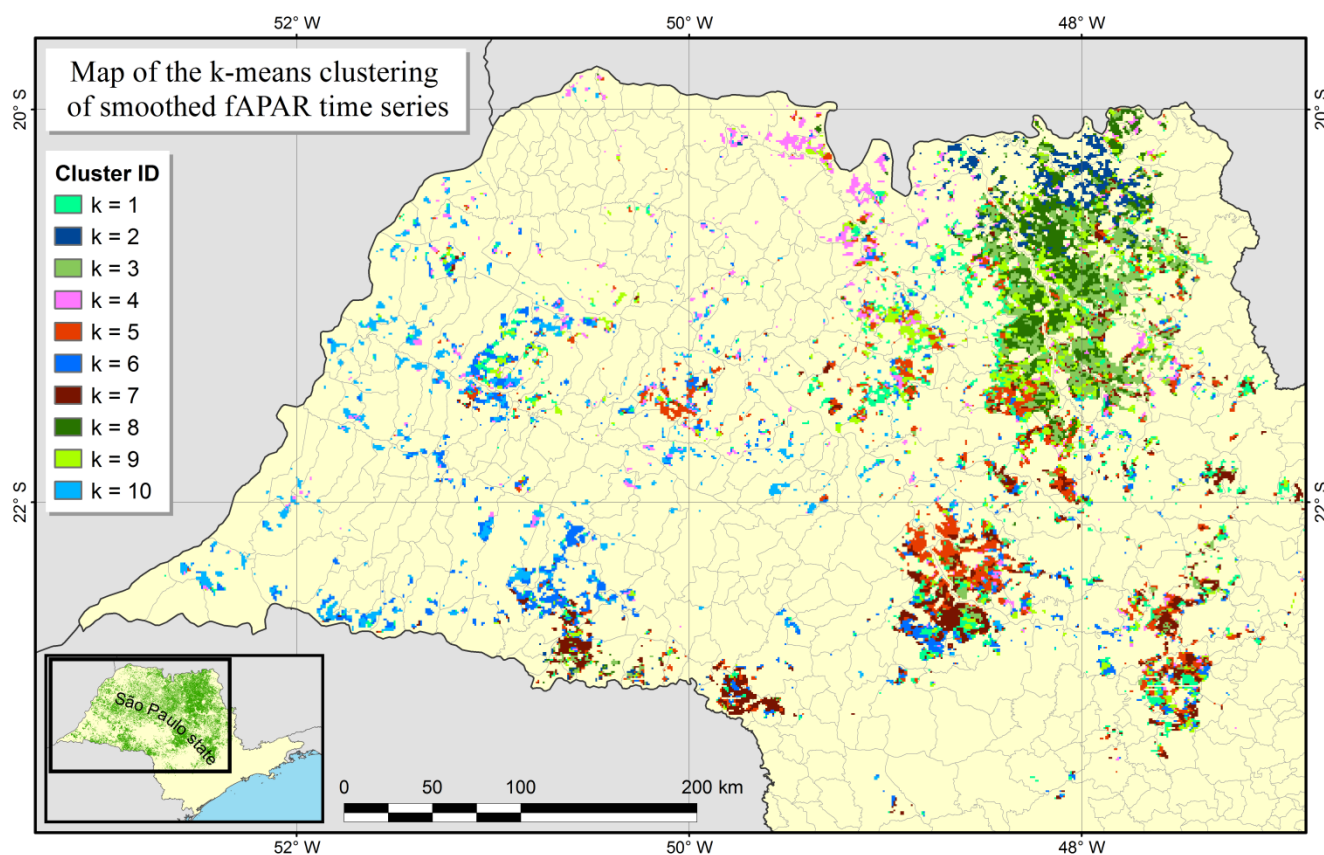 52° W
50° W
48° W
Map of the k-means clustering
of smoothed fAPAR time series
20° S
20° S
Cluster ID
k = 1
k = 2
k = 3
k = 4
k = 5
k = 6
k = 7
k = 8
k = 9
k = 10
22° S
22° S
São Paulo state
0
50
100
200 km
52° W
50° W
48° W